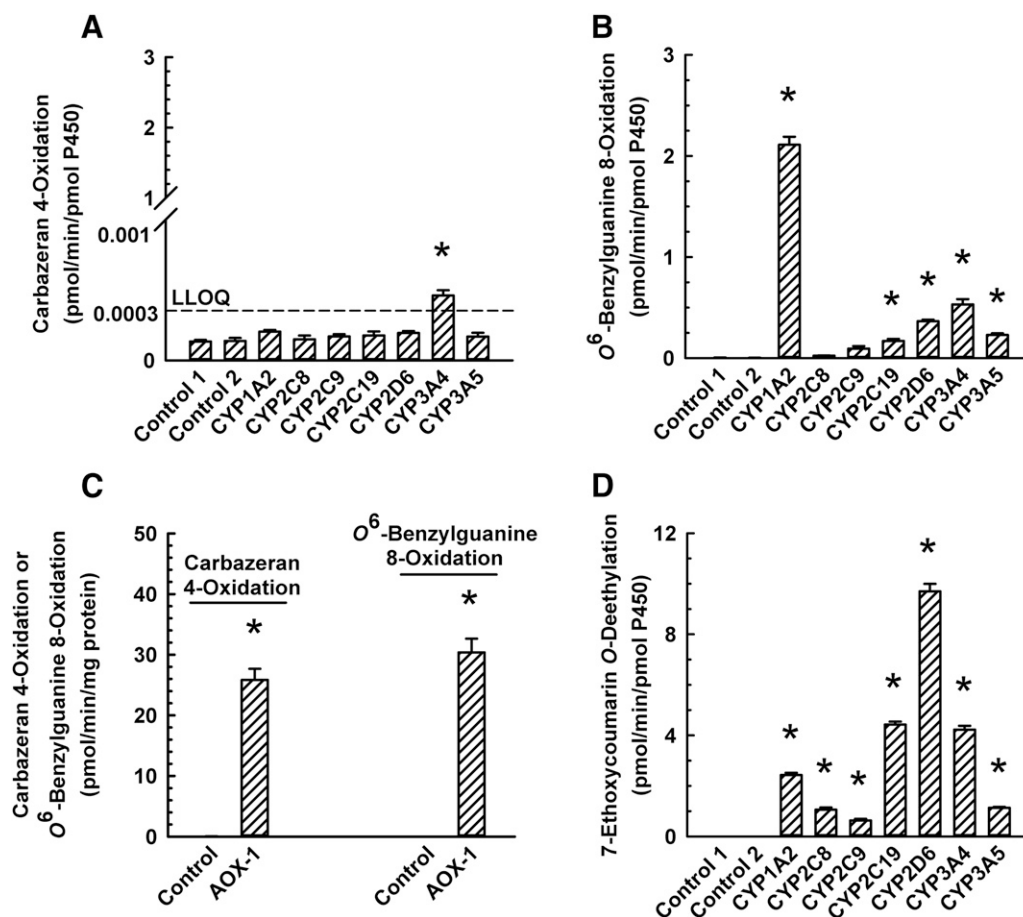 A
Carbazeran 4-Oxidation
(pmol/min/pmol P450)
3
2
1
0.001
LLOQ
0.0003
0
*
Control 1
Control 2
CYP1A2
CYP2C8
CYP2C9
CYP2C19
CYP2D6
CYP3A4
CYP3A5
B
O⁶-Benzylguanine 8-Oxidation
(pmol/min/pmol P450)
3
2
1
0
*
*
*
*
*
Control 1
Control 2
CYP1A2
CYP2C8
CYP2C9
CYP2C19
CYP2D6
CYP3A4
CYP3A5
C
Carbazeran 4-Oxidation or
O⁶-Benzylguanine 8-Oxidation
(pmol/min/mg protein)
50
40
30
20
10
0
Carbazeran
4-Oxidation
*
O⁶-Benzylguanine
8-Oxidation
*
Control
AOX-1
Control
AOX-1
D
7-Ethoxycoumarin O-Deethylation
(pmol/min/pmol P450)
12
8
4
0
*
*
*
*
*
*
*
Control 1
Control 2
CYP1A2
CYP2C8
CYP2C9
CYP2C19
CYP2D6
CYP3A4
CYP3A5